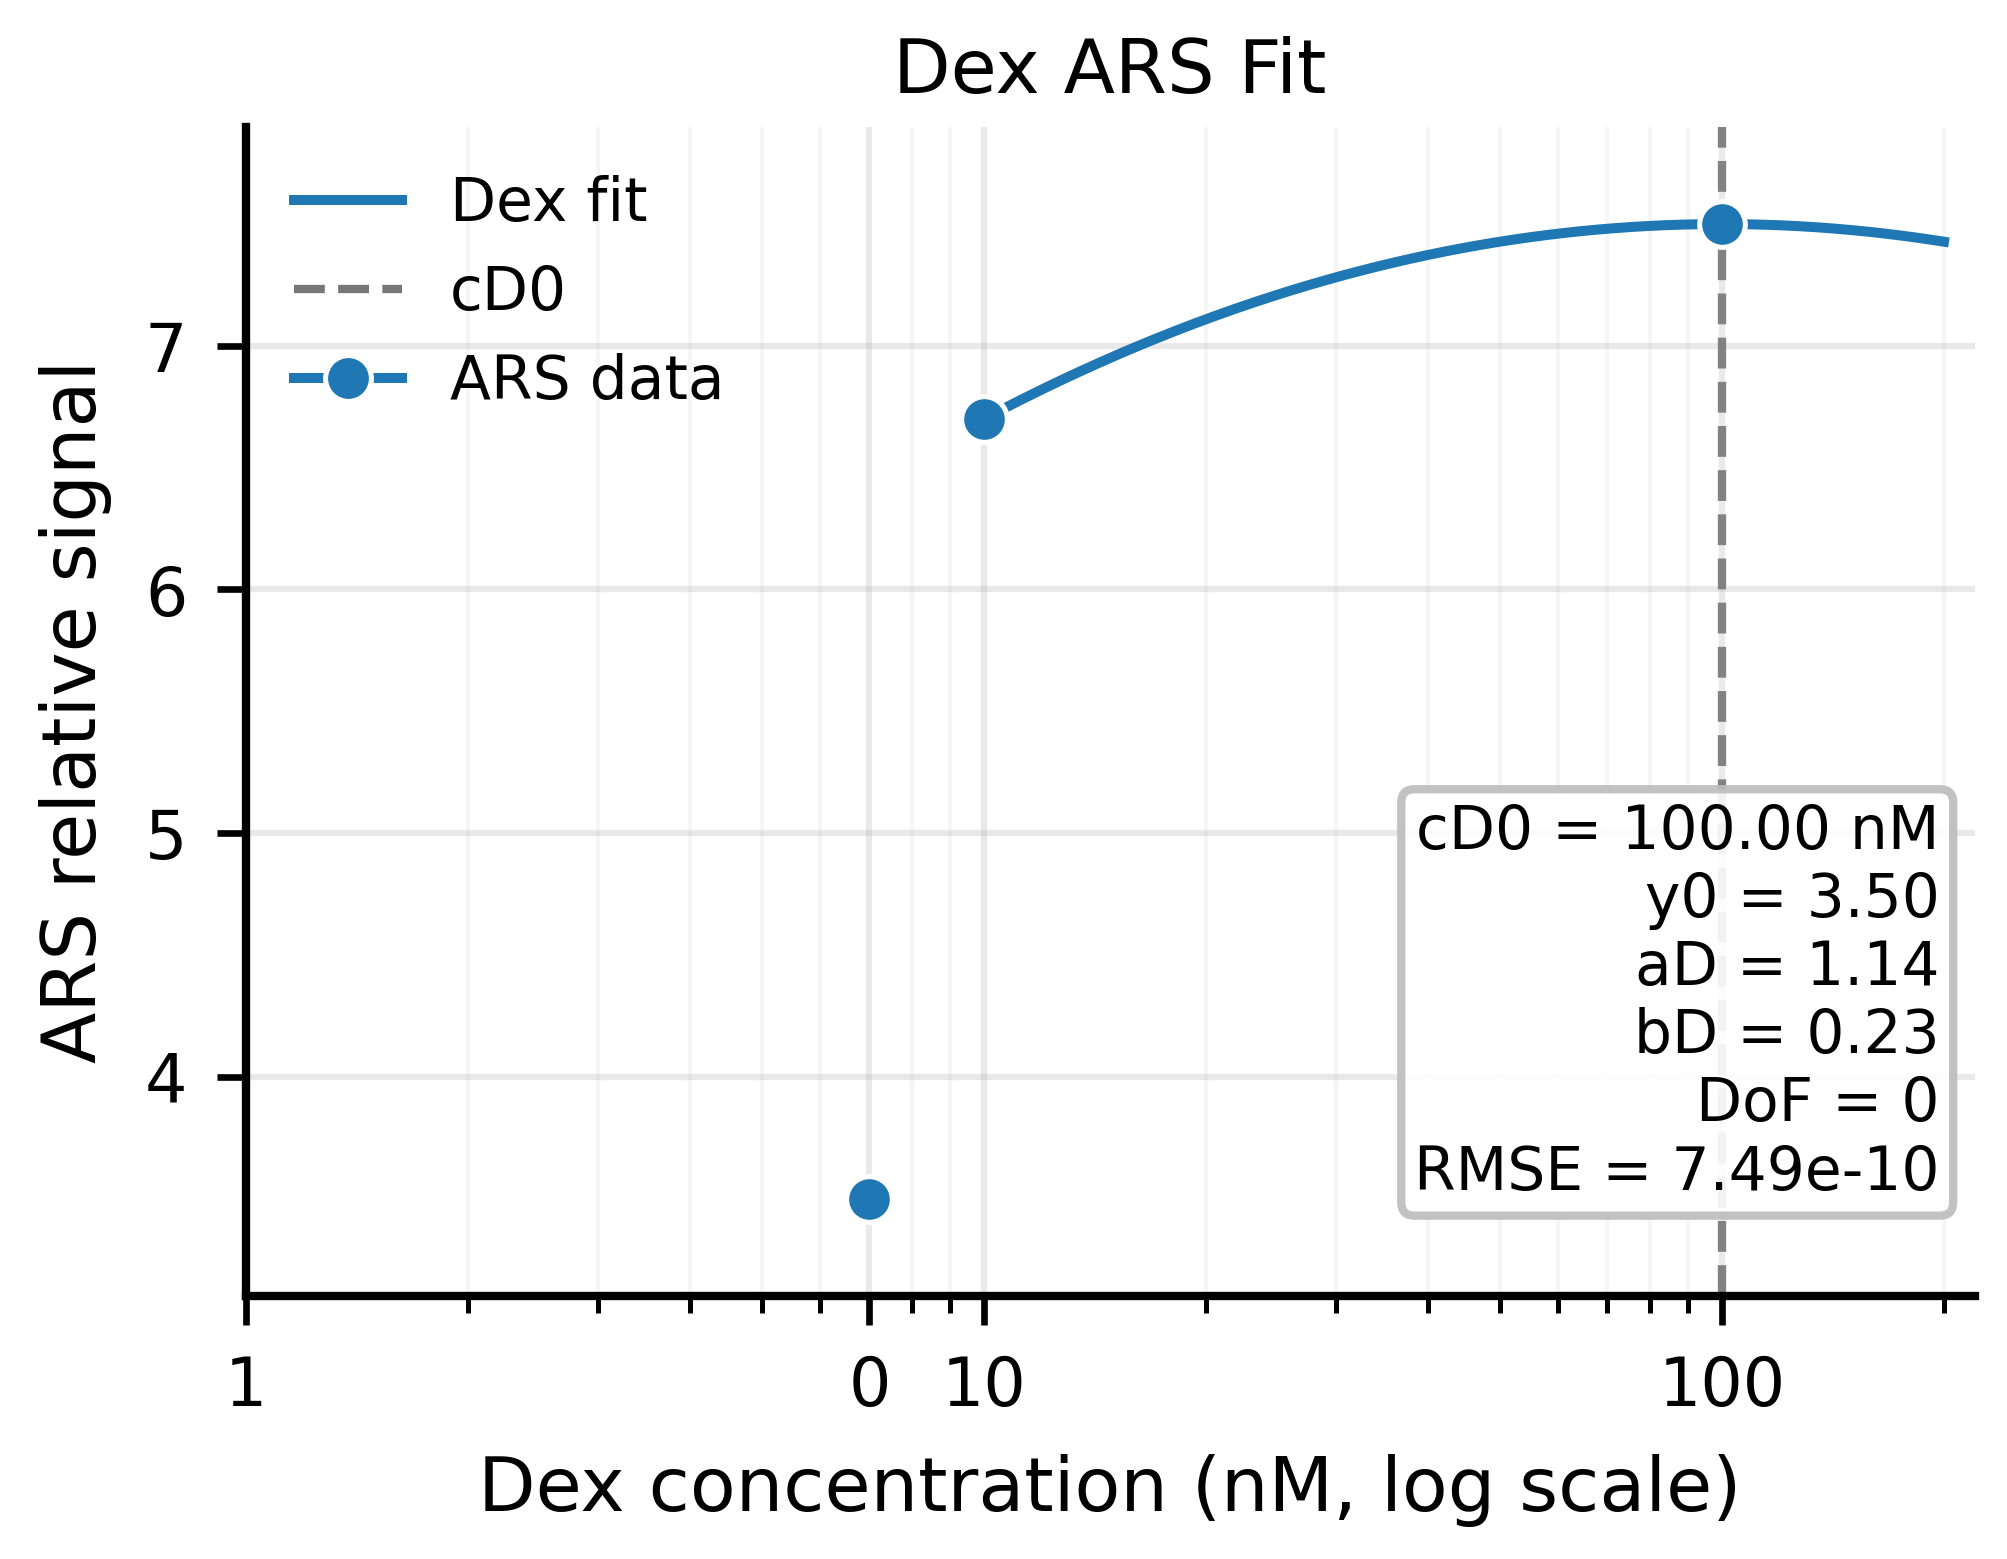 Dex ARS Fit
Dex fit
cD0
ARS data
7
6
5
4
ARS relative signal
cD0 = 100.00 nM
y0 = 3.50
aD = 1.14
bD = 0.23
DoF = 0
RMSE = 7.49e-10
1 0 10 100
Dex concentration (nM, log scale)